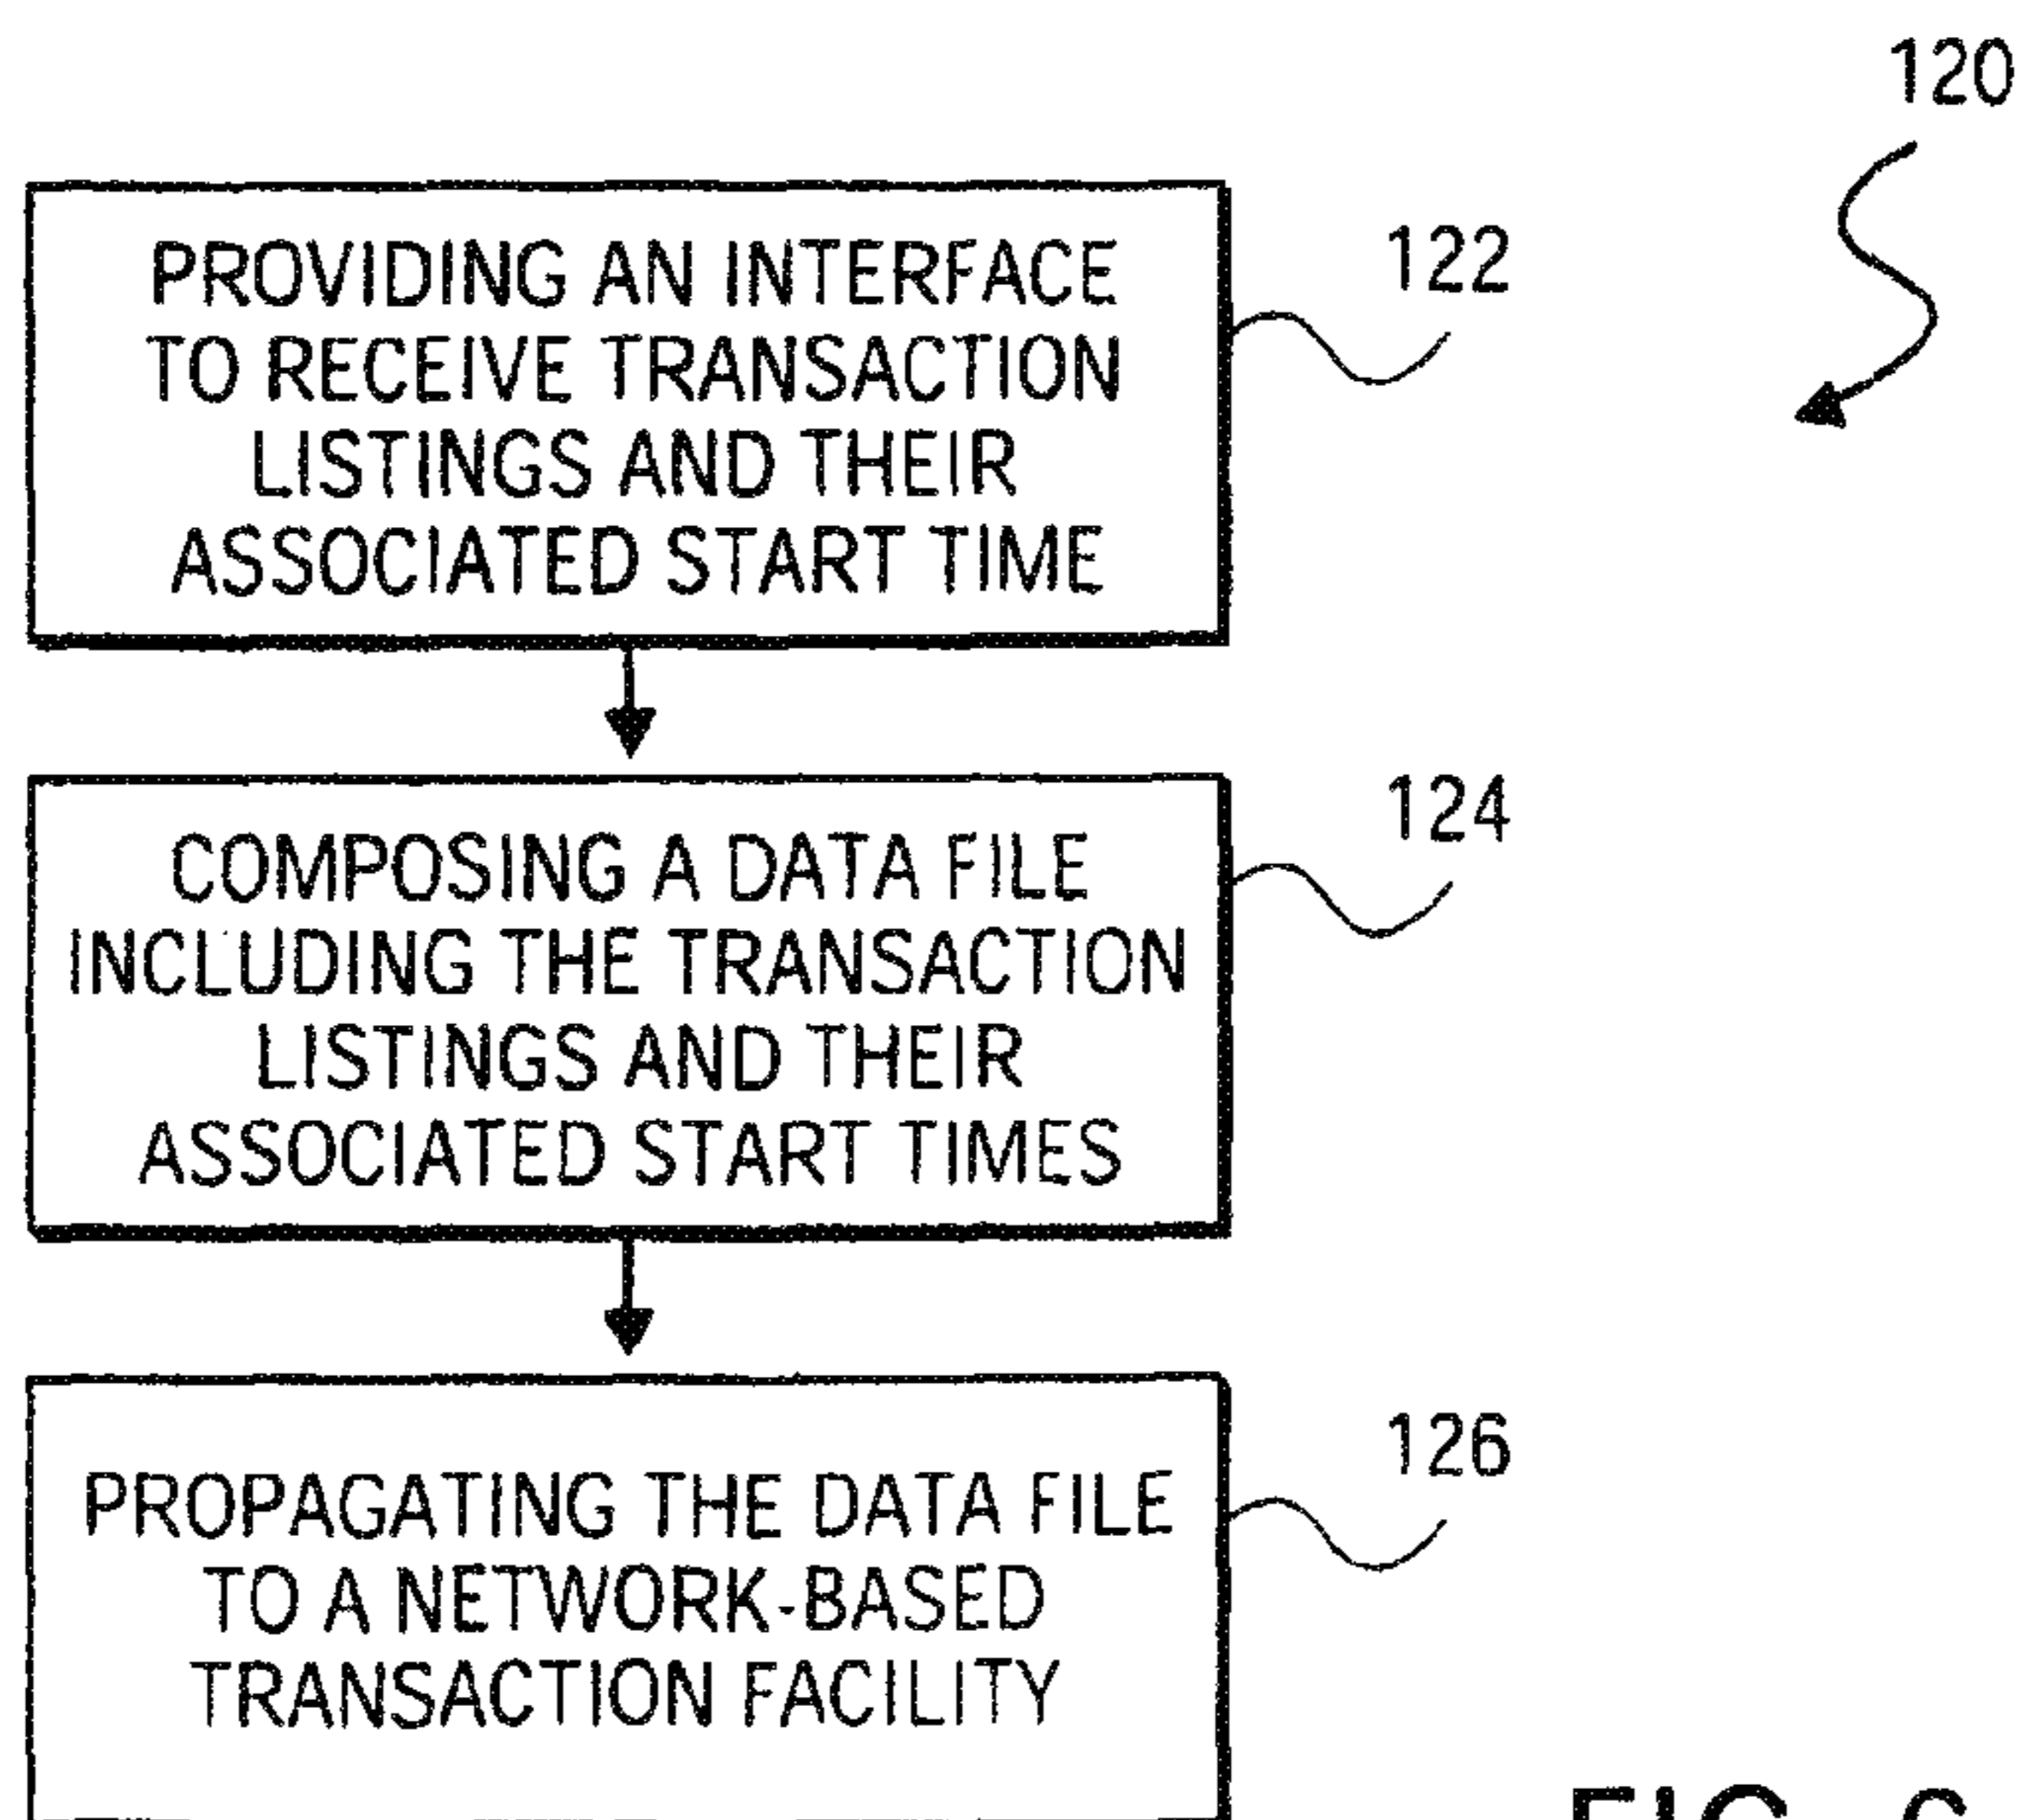 120
PROVIDING AN INTERFACE
TO RECEIVE TRANSACTION
LISTINGS AND THEIR
ASSOCIATED START TIME
122
COMPOSING A DATA FILE
INCLUDING THE TRANSACTION
LISTINGS AND THEIR
ASSOCIATED START TIMES
124
PROPAGATING THE DATA FILE
TO A NETWORK-BASED
TRANSACTION FACILITY
126
FIG.